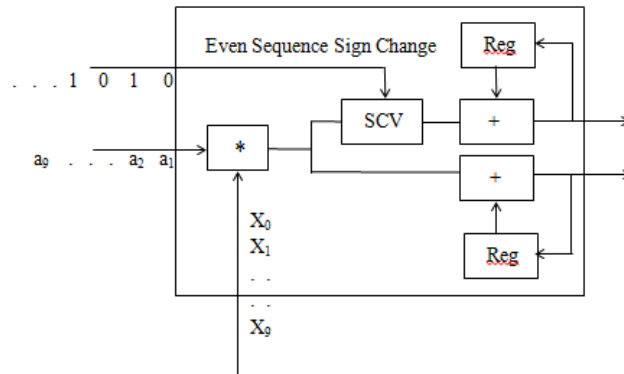 Even Sequence Sign Change
Reg
. . . 1 0 1 0
SCV
+
*
a₉ . . . a₂ a₁
+
X₀
X₁
. .
. .
X₉
Reg